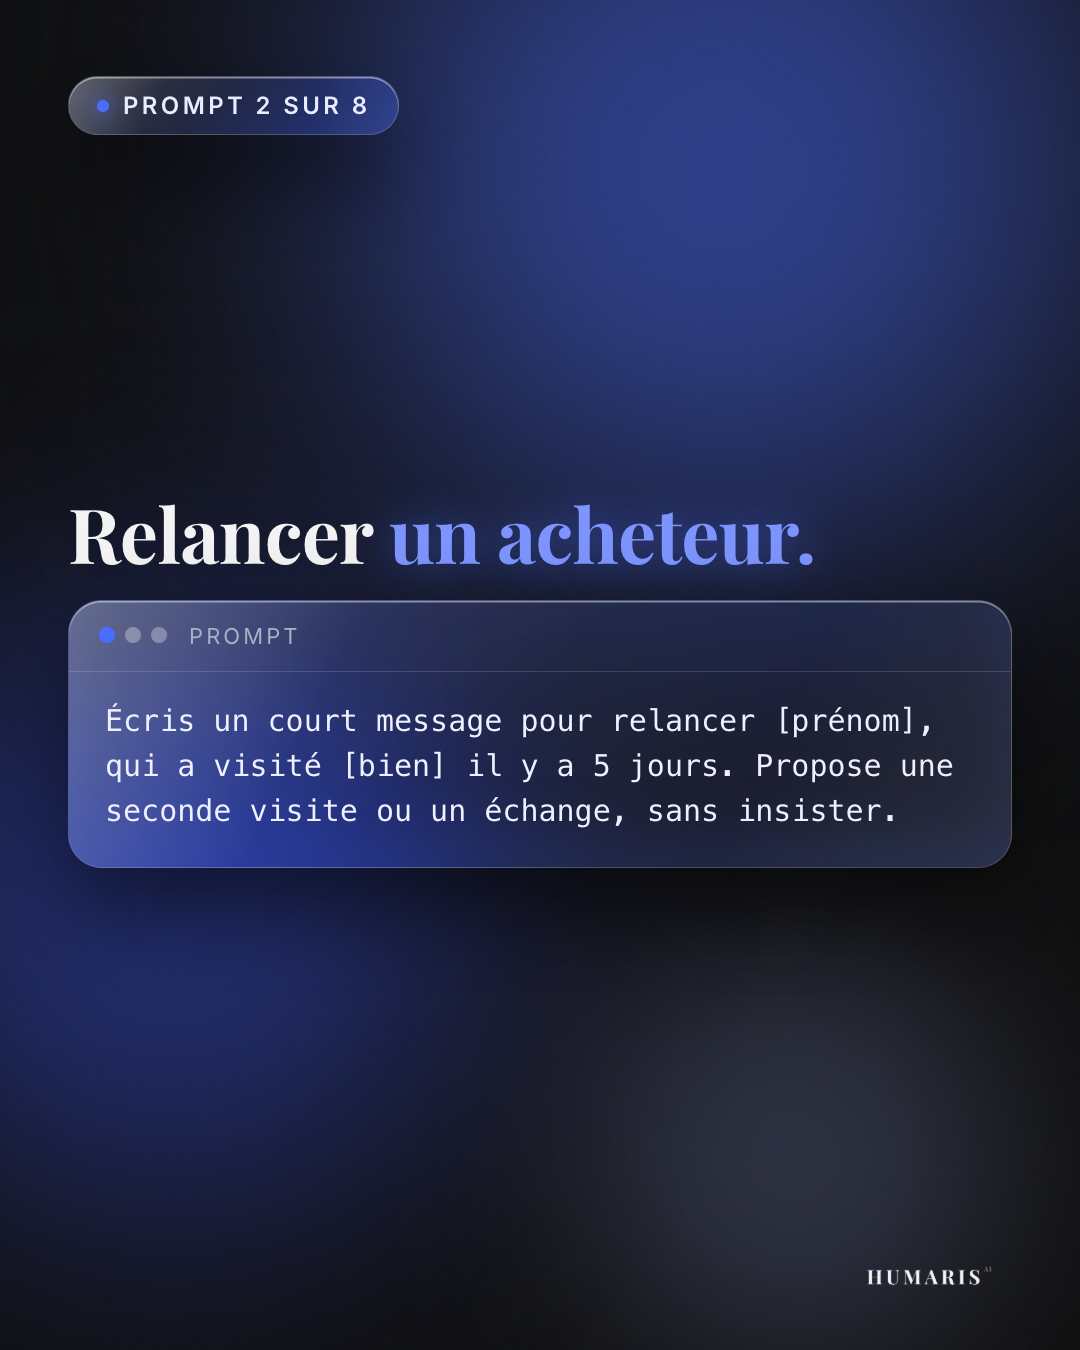 PROMPT 2 SUR 8
Relancer un acheteur.
PROMPT
Écris un court message pour relancer [prénom],
qui a visité [bien] il y a 5 jours. Propose une
seconde visite ou un échange, sans insister.
HUMARIS AI